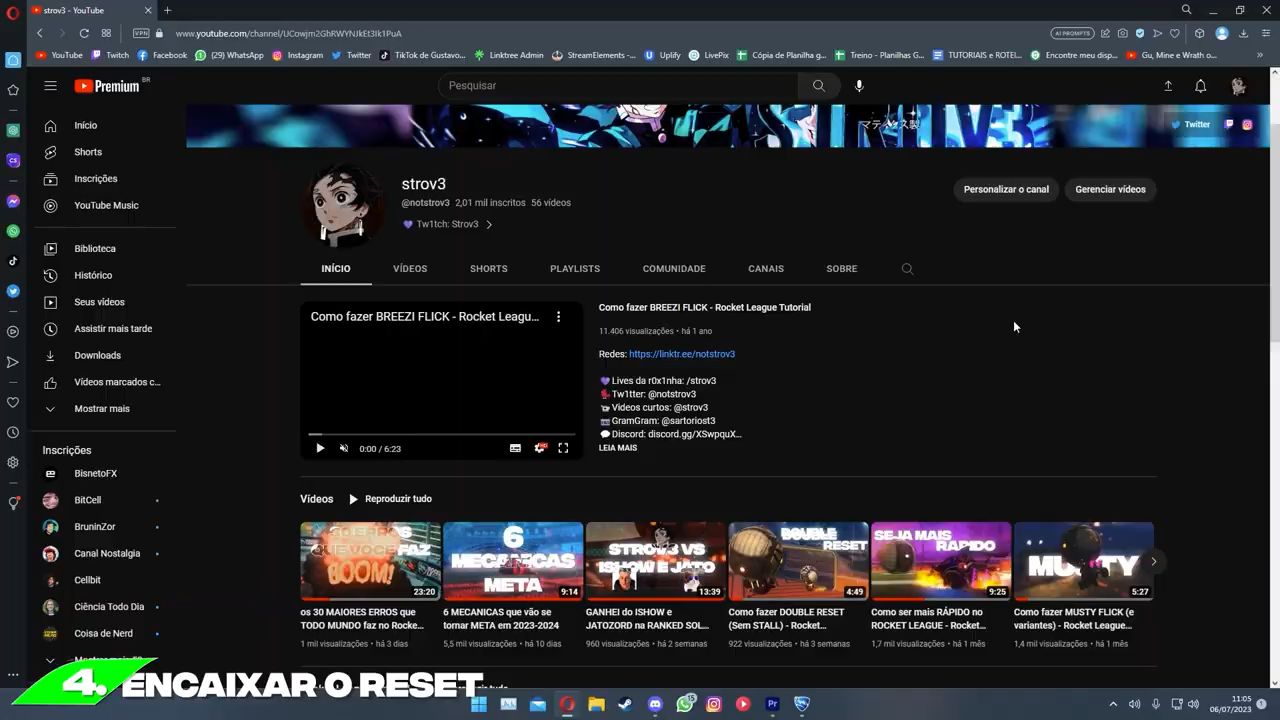 strov3 - YouTube
VPN
www.youtube.com/channel/UCowjm2GhRWYNJkEt3Ik1PuA
AI PROMPTS
YouTube
Twitch
Facebook
(29) WhatsApp
Instagram
Twitter
TikTok de Gustavo...
Linktree Admin
StreamElements...
Uplify
LivePix
Cópia de Planilha g...
Treino - Planilhas G...
TUTORIAIS e ROTEI...
Encontre meu disp...
Gu, Mine e Wrath o...
Premium BR
Pesquisar
マティス製
Twitter
Início
Shorts
Inscrições
YouTube Music
Biblioteca
Histórico
Seus vídeos
Assistir mais tarde
Downloads
Vídeos marcados c...
Mostrar mais
Inscrições
BisnetoFX
BitCell
BruninZor
Canal Nostalgia
Cellbit
Ciência Todo Dia
Coisa de Nerd
strov3
@notstrov3 2,01 mil inscritos 56 vídeos
Tw1tch: Strov3
Personalizar o canal
Gerenciar vídeos
INÍCIO
VÍDEOS
SHORTS
PLAYLISTS
COMUNIDADE
CANAIS
SOBRE
Como fazer BREEZI FLICK - Rocket Leagu...
0:00 / 6:23
Como fazer BREEZI FLICK - Rocket League Tutorial
11.406 visualizações • há 1 ano
Redes: https://linktr.ee/notstrov3
Lives da r0x1nha: /strov3
Tw1tter: @notstrov3
Videos curtos: @strov3
GramGram: @sartoriost3
Discord: discord.gg/XSwpquX...
LEIA MAIS
Vídeos
Reproduzir tudo
BOOM!
23:20
os 30 MAIORES ERROS que
TODO MUNDO faz no Rocke...
1 mil visualizações • há 3 dias
6
MECANICAS
META
9:14
6 MECANICAS que vão se
tornar META em 2023-2024
5,5 mil visualizações • há 10 dias
STROV3 VS
ISHOW E JATO
13:39
GANHEI do ISHOW e
JATOZORD na RANKED SOL...
960 visualizações • há 2 semanas
DOUBLE
RESET
4:49
Como fazer DOUBLE RESET
(Sem STALL) - Rocket...
922 visualizações • há 3 semanas
SEJA MAIS
RAPIDO
9:25
Como ser mais RÁPIDO no
ROCKET LEAGUE - Rocket...
1,7 mil visualizações • há 1 mês
MUSTY
5:27
Como fazer MUSTY FLICK (e
variantes) - Rocket League...
1,4 mil visualizações • há 1 mês
4. ENCAIXAR O RESET
15
11:05
06/07/2023